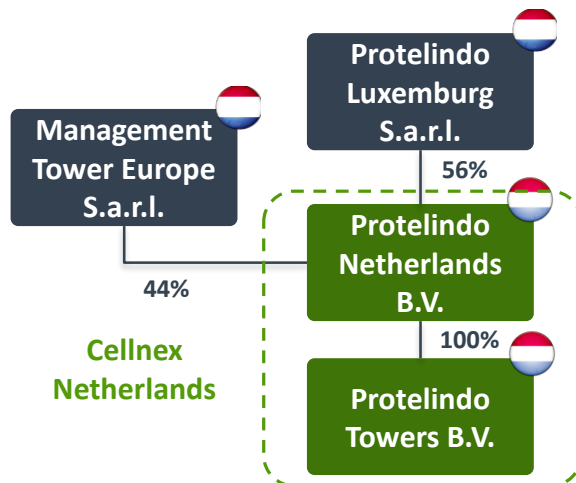 Protelindo
Luxemburg
S.a.r.l.
Management
Tower Europe
S.a.r.l.
56%
Protelindo
Netherlands
B.V.
44%
100%
Cellnex
Netherlands
Protelindo
Towers B.V.